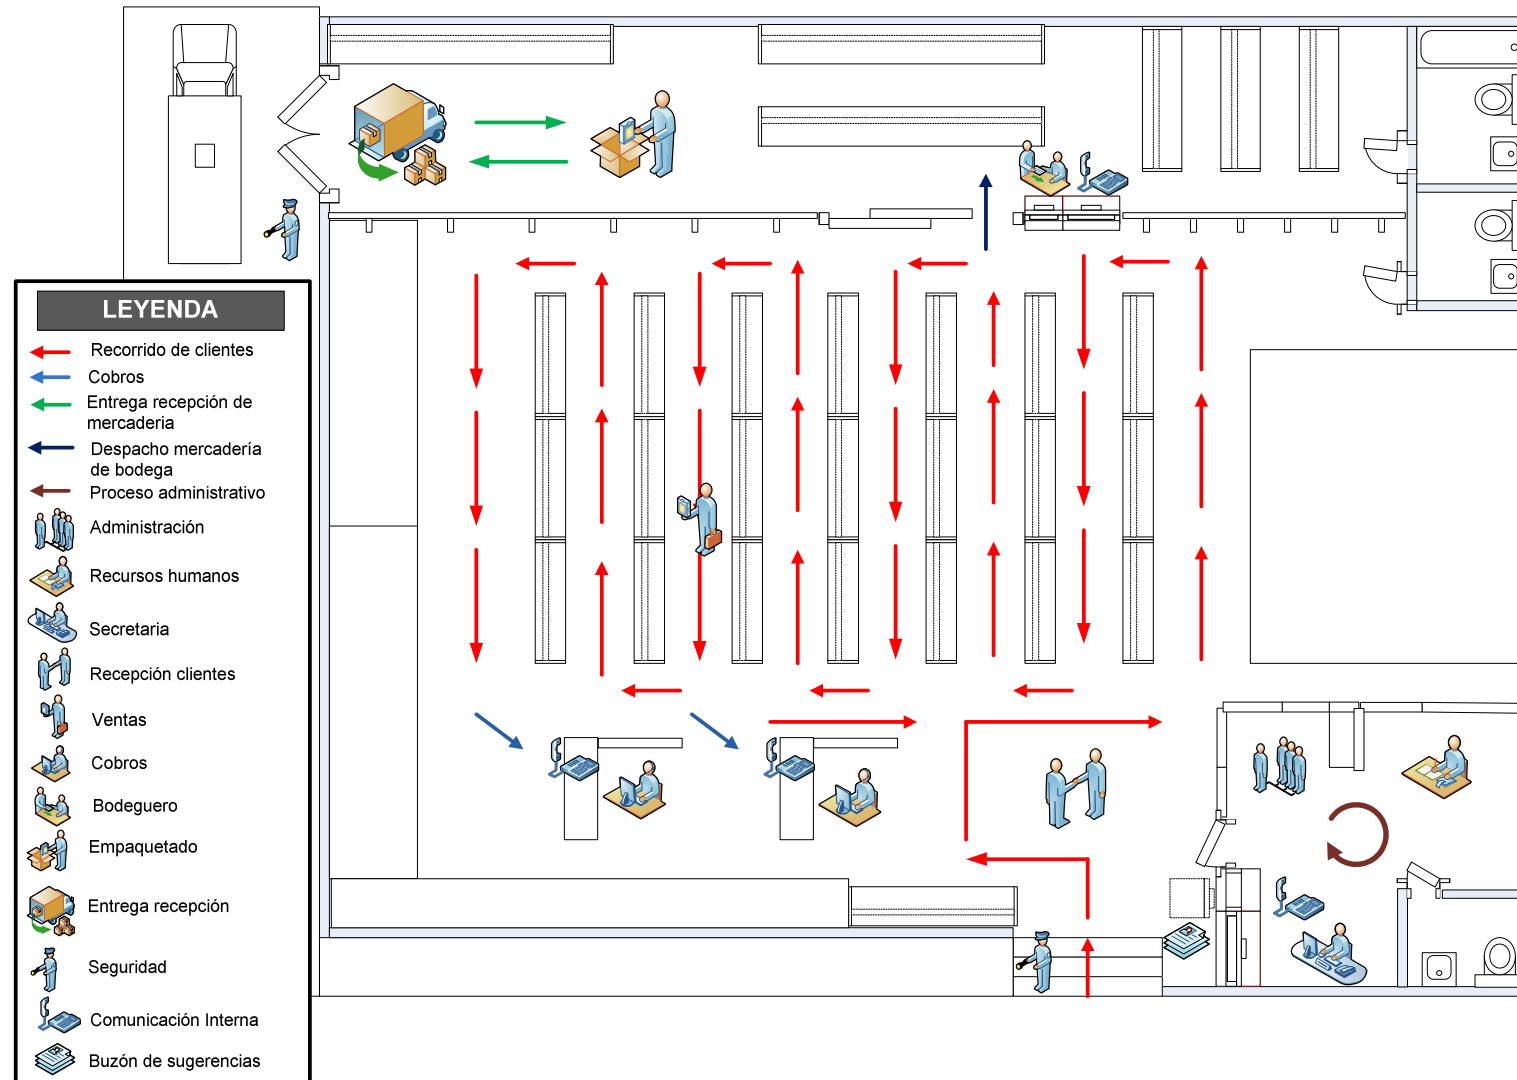 LEYENDA
Recorrido de clientes
Cobros
Entrega recepción de
mercaderia
Despacho mercadería
de bodega
Proceso administrativo
Administración
Recursos humanos
Secretaria
Recepción clientes
Ventas
Cobros
Bodeguero
Empaquetado
Entrega recepción
Seguridad
Comunicación Interna
Buzón de sugerencias